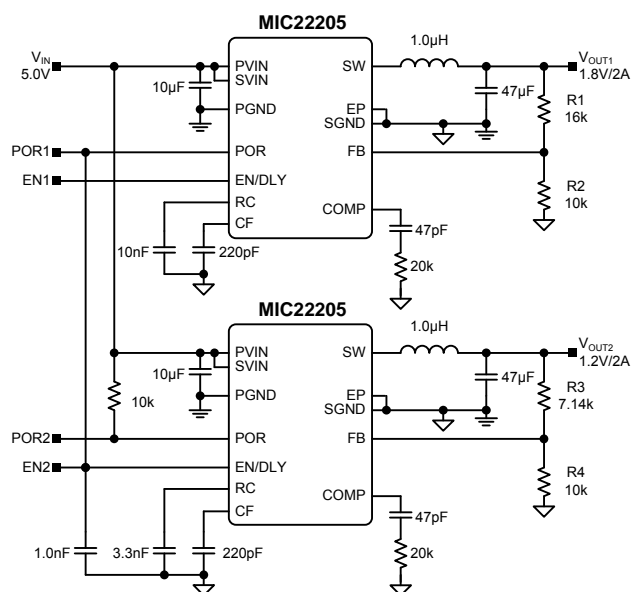 MIC22205
VIN
5.0V
PVIN
SVIN
10µF
PGND
POR1
POR
EN1
EN/DLY
RC
CF
10nF
220pF
SW
1.0µH
VOUT1
1.8V/2A
47µF
R1
16k
EP
SGND
FB
R2
10k
COMP
47pF
20k
MIC22205
PVIN
SVIN
10µF
10k
PGND
POR2
POR
EN2
EN/DLY
RC
CF
1.0nF
3.3nF
220pF
SW
1.0µH
VOUT2
1.2V/2A
47µF
R3
7.14k
EP
SGND
FB
R4
10k
COMP
47pF
20k